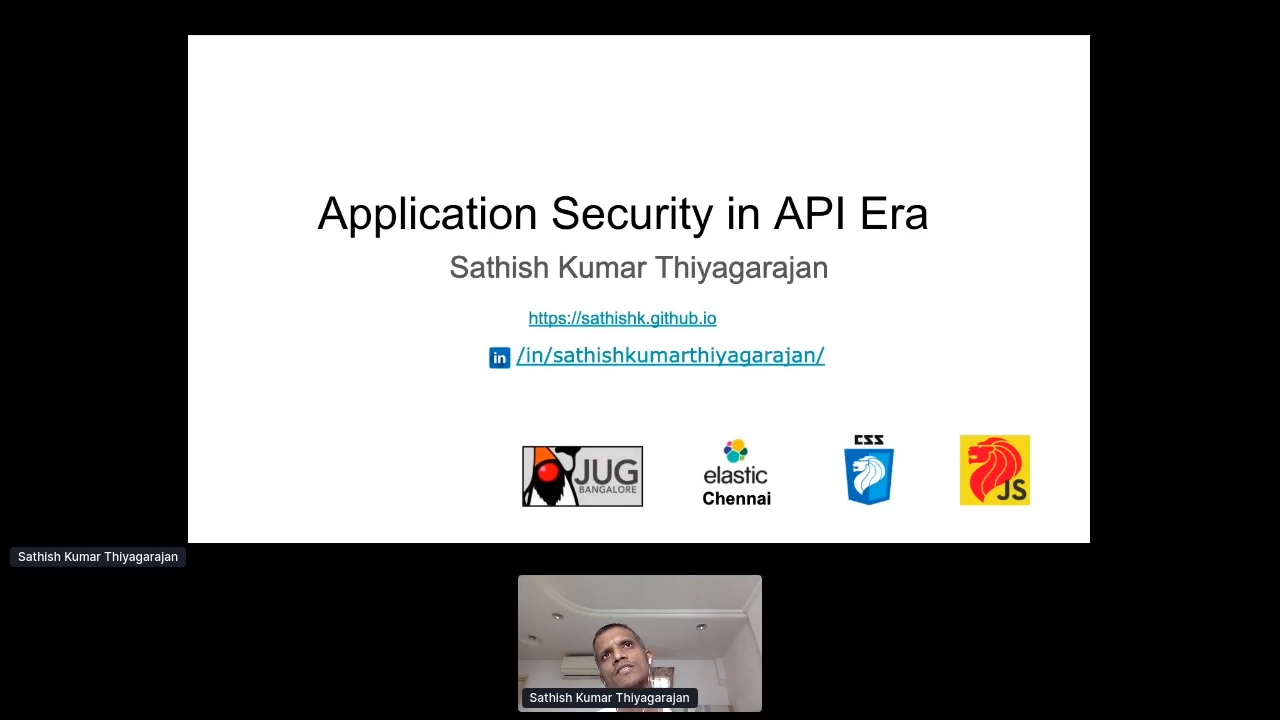 Application Security in API Era
Sathish Kumar Thiyagarajan
https://sathishk.github.io
in /in/sathishkumarthiyagarajan/
JUG
BANGALORE
elastic
Chennai
CSS
JS
Sathish Kumar Thiyagarajan
Sathish Kumar Thiyagarajan